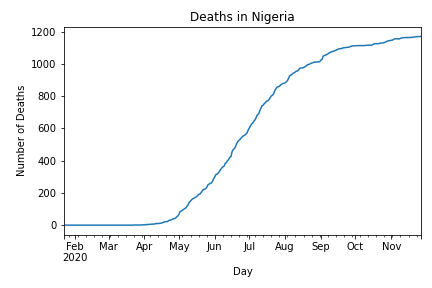 Deaths in Nigeria
1200
1000
800
600
400
200
0
Number of Deaths
Feb Mar Apr May Jun Jul Aug Sep Oct Nov
2020
Day